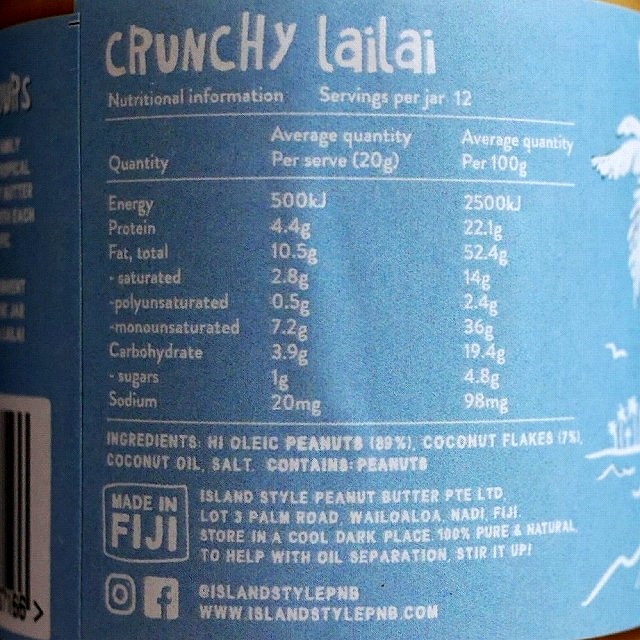 CRUNCHY lailai
Nutritional information Servings per jar 12
Quantity Average quantity Per serve (20g) Average quantity Per 100g
Energy 500kJ 2500kJ
Protein 4.4g 22.1g
Fat, total 10.5g 52.4g
- saturated 2.8g 14g
-polyunsaturated 0.5g 2.4g
-monounsaturated 7.2g 36g
Carbohydrate 3.9g 19.4g
- sugars 1g 4.8g
Sodium 20mg 98mg
INGREDIENTS: HI OLEIC PEANUTS (89%), COCONUT FLAKES (7%),
COCONUT OIL, SALT. CONTAINS: PEANUTS
MADE IN
FIJI
ISLAND STYLE PEANUT BUTTER PTE LTD,
LOT 3 PALM ROAD, WAILOALOA, NADI, FIJI.
STORE IN A COOL DARK PLACE. 100% PURE & NATURAL.
TO HELP WITH OIL SEPARATION, STIR IT UP!
@ISLANDSTYLEPNB
WWW.ISLANDSTYLEPNB.COM